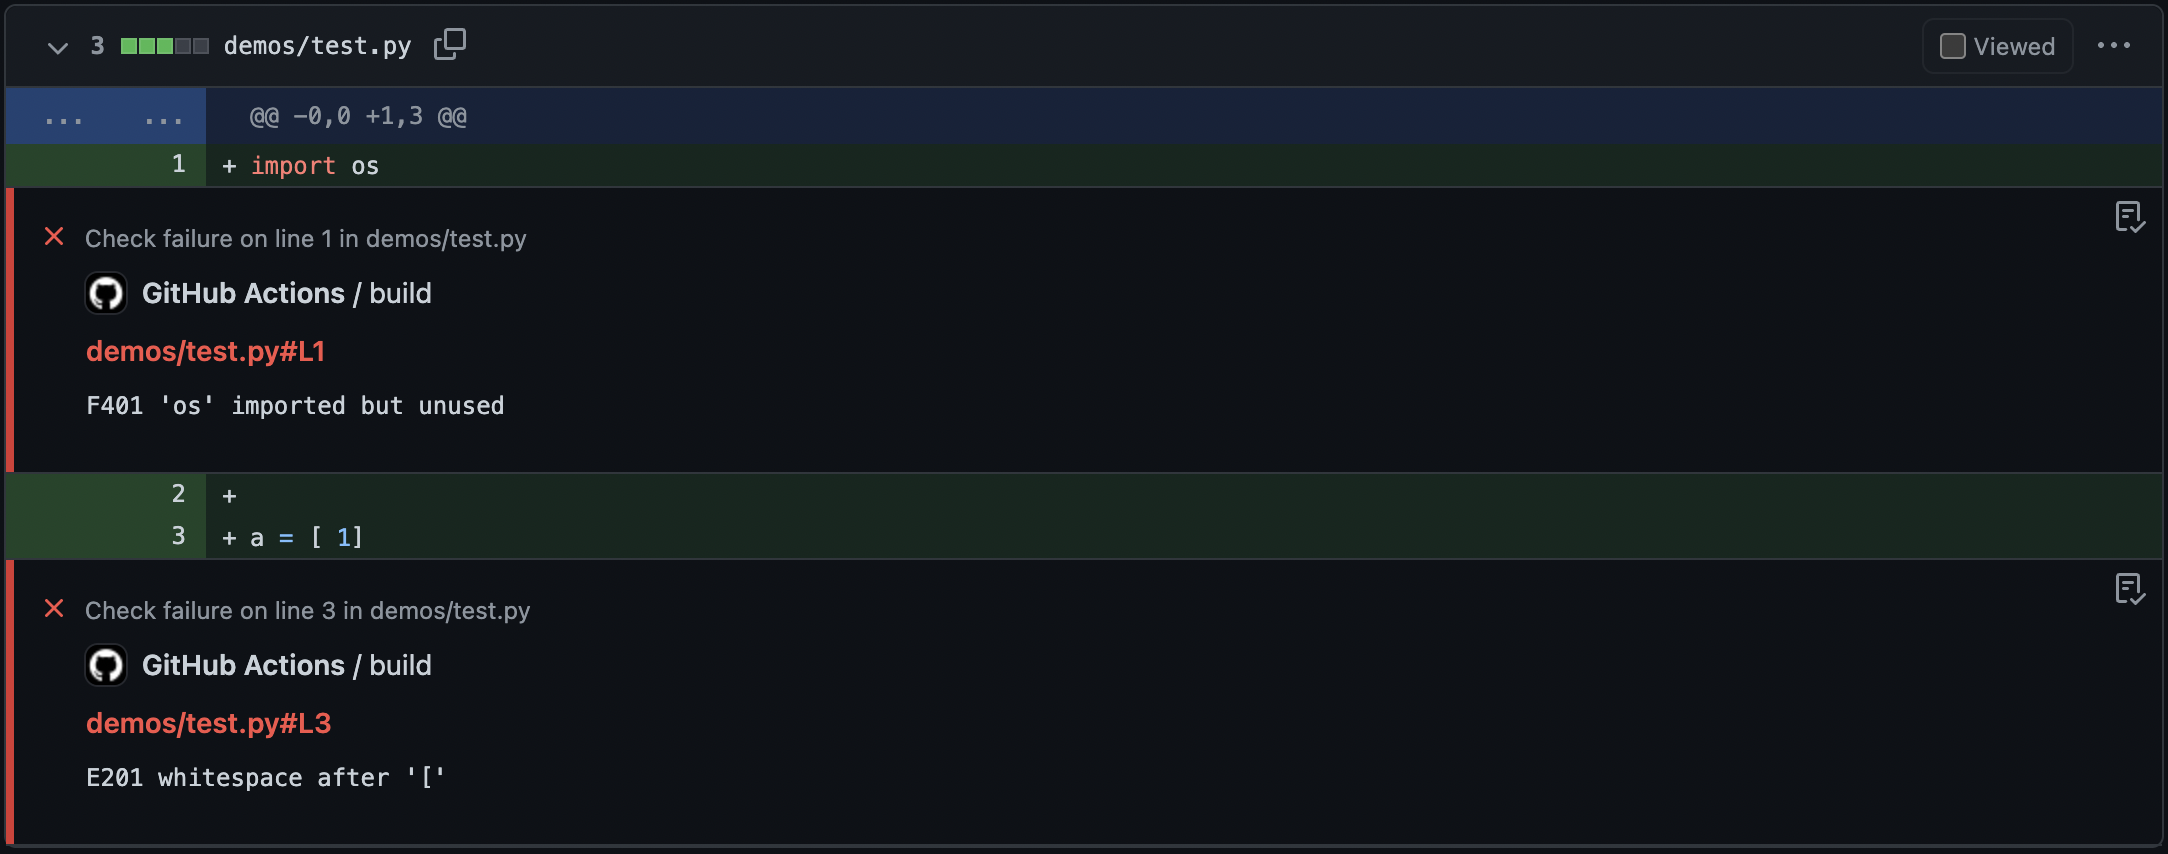 3 demos/test.py Viewed ...
... ... @@ -0,0 +1,3 @@
1 + import os
Check failure on line 1 in demos/test.py
GitHub Actions / build
demos/test.py#L1
F401 'os' imported but unused
2 +
3 + a = [ 1]
Check failure on line 3 in demos/test.py
GitHub Actions / build
demos/test.py#L3
E201 whitespace after '['